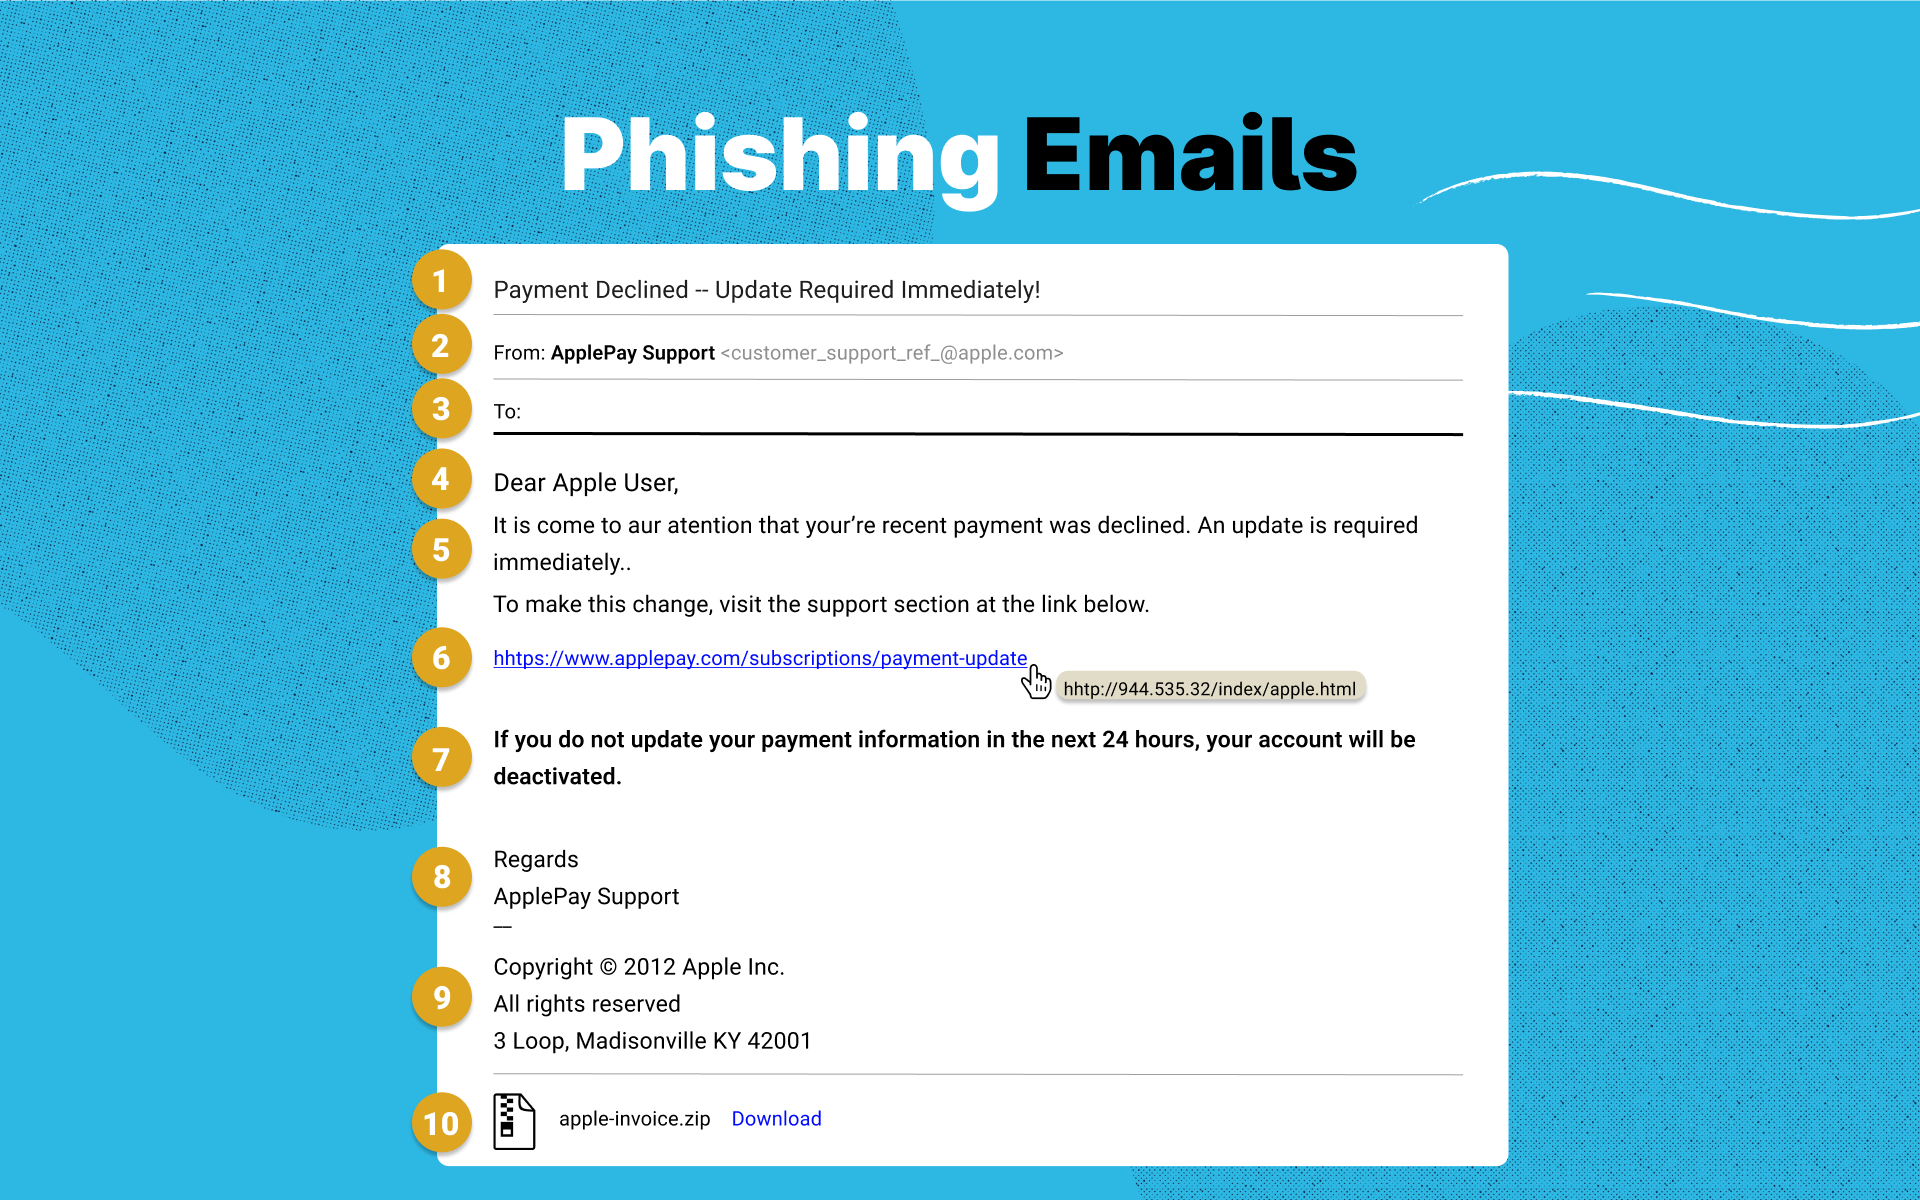 Phishing Emails
1
Payment Declined -- Update Required Immediately!
2
From: ApplePay Support <customer_support_ref_@apple.com>
3
To:
4
Dear Apple User,
5
It is come to aur atention that your’re recent payment was declined. An update is required
immediately..
To make this change, visit the support section at the link below.
6
hhtps://www.applepay.com/subscriptions/payment-update
hhtp://944.535.32/index/apple.html
7
If you do not update your payment information in the next 24 hours, your account will be
deactivated.
8
Regards
ApplePay Support
—
9
Copyright © 2012 Apple Inc.
All rights reserved
3 Loop, Madisonville KY 42001
10
apple-invoice.zip Download